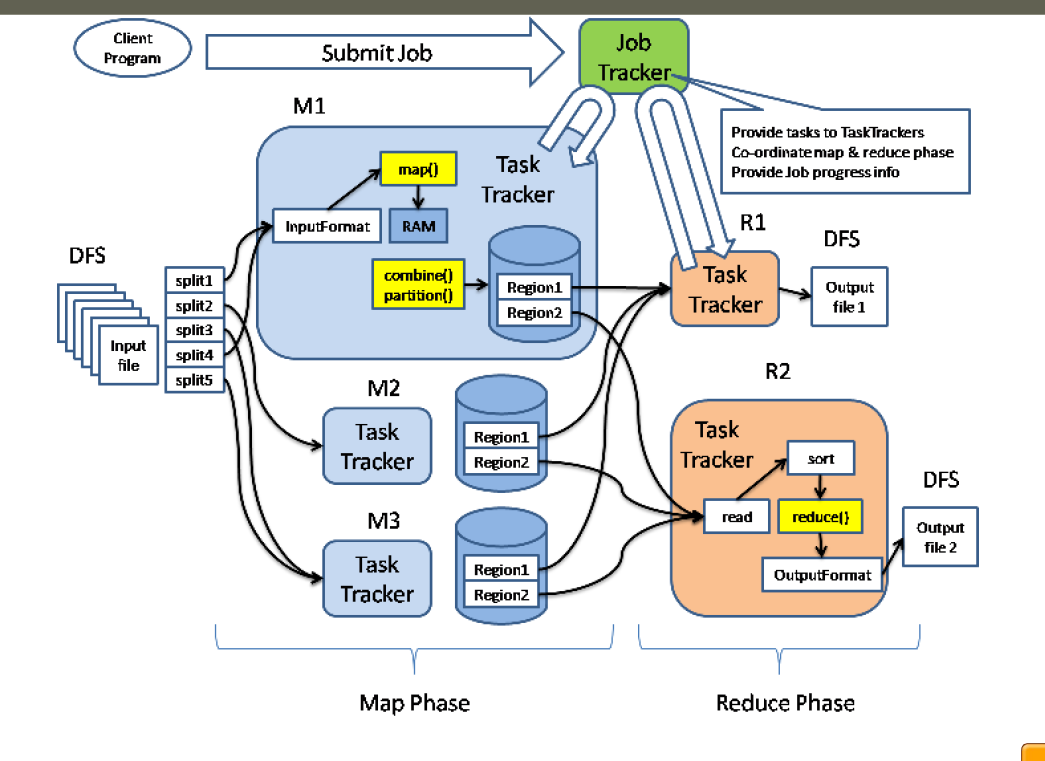 Client
Program
Submit Job
Job
Tracker
Provide tasks to TaskTrackers
Co-ordinate map & reduce phase
Provide Job progress info
M1
Task
Tracker
map()
InputFormat
RAM
combine()
partition()
Region1
Region2
DFS
Input
file
split1
split2
split3
split4
split5
M2
Task
Tracker
Region1
Region2
M3
Task
Tracker
Region1
Region2
R1
Task
Tracker
DFS
Output
file 1
R2
Task
Tracker
sort
read
reduce()
OutputFormat
DFS
Output
file 2
Map Phase
Reduce Phase